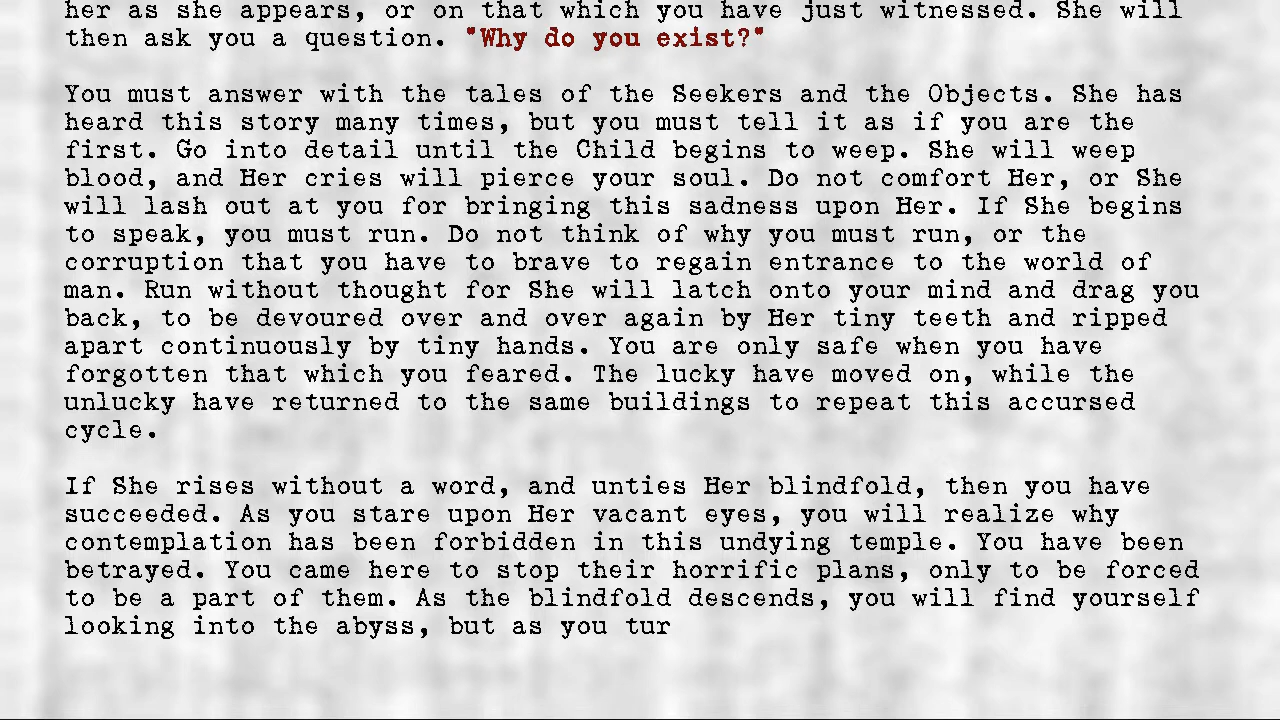 her as she appears, or on that which you have just witnessed. She will
then ask you a question. "Why do you exist?"
You must answer with the tales of the Seekers and the Objects. She has
heard this story many times, but you must tell it as if you are the
first. Go into detail until the Child begins to weep. She will weep
blood, and Her cries will pierce your soul. Do not comfort Her, or She
will lash out at you for bringing this sadness upon Her. If She begins
to speak, you must run. Do not think of why you must run, or the
corruption that you have to brave to regain entrance to the world of
man. Run without thought for She will latch onto your mind and drag you
back, to be devoured over and over again by Her tiny teeth and ripped
apart continuously by tiny hands. You are only safe when you have
forgotten that which you feared. The lucky have moved on, while the
unlucky have returned to the same buildings to repeat this accursed
cycle.
If She rises without a word, and unties Her blindfold, then you have
succeeded. As you stare upon Her vacant eyes, you will realize why
contemplation has been forbidden in this undying temple. You have been
betrayed. You came here to stop their horrific plans, only to be forced
to be a part of them. As the blindfold descends, you will find yourself
looking into the abyss, but as you tur